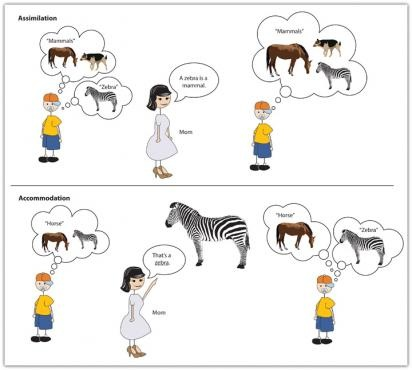 Assimilation
"Mammals"
"Zebra"
A zebra is a
mammal.
Mom
"Mammals"
Accommodation
"Horse"
That's a
zebra.
Mom
"Horse"
"Zebra"